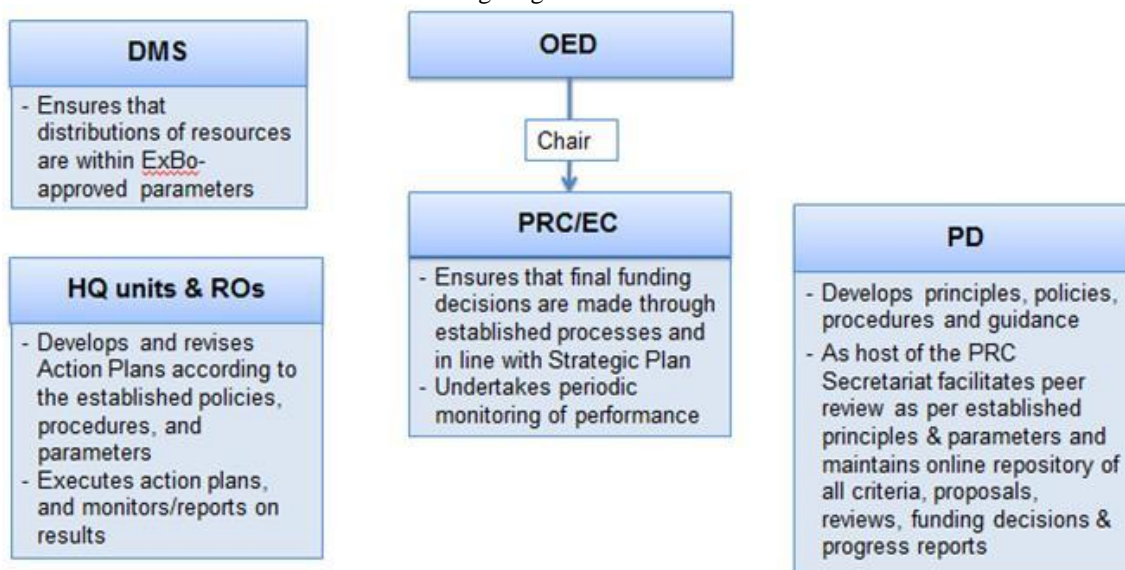 DMS
- Ensures that
distributions of resources
are within ExBo-
approved parameters
HQ units & ROs
- Develops and revises
Action Plans according to
the established policies,
procedures, and
parameters
- Executes action plans,
and monitors/reports on
results
OED
Chair
PRC/EC
- Ensures that final funding
decisions are made through
established processes and
in line with Strategic Plan
- Undertakes periodic
monitoring of performance
PD
- Develops principles, policies,
procedures and guidance
- As host of the PRC
Secretariat facilitates peer
review as per established
principles & parameters and
maintains online repository of
all criteria, proposals,
reviews, funding decisions &
progress reports